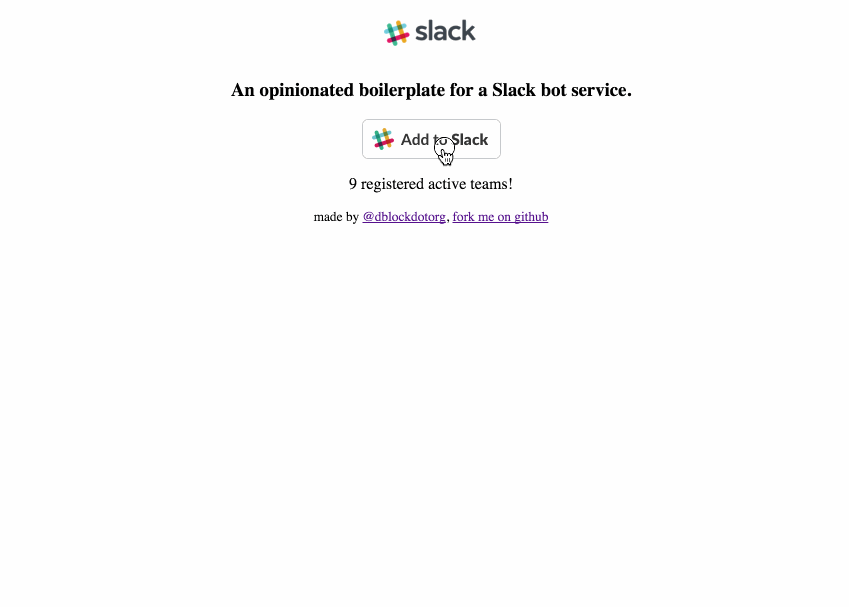 slack
An opinionated boilerplate for a Slack bot service.
Add to Slack
9 registered active teams!
made by @dblockdotorg, fork me on github